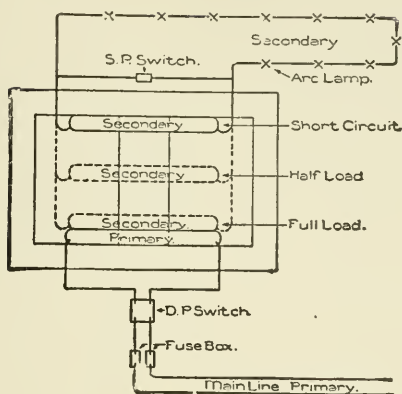 Secondary
S.P. Switch.
Arc Lamp.
Secondary
Short Circuit
Secondary
Half Load
Secondary.
Full Load.
Primary.
D.P Switch
Fuse Box.
Main Line Primary.